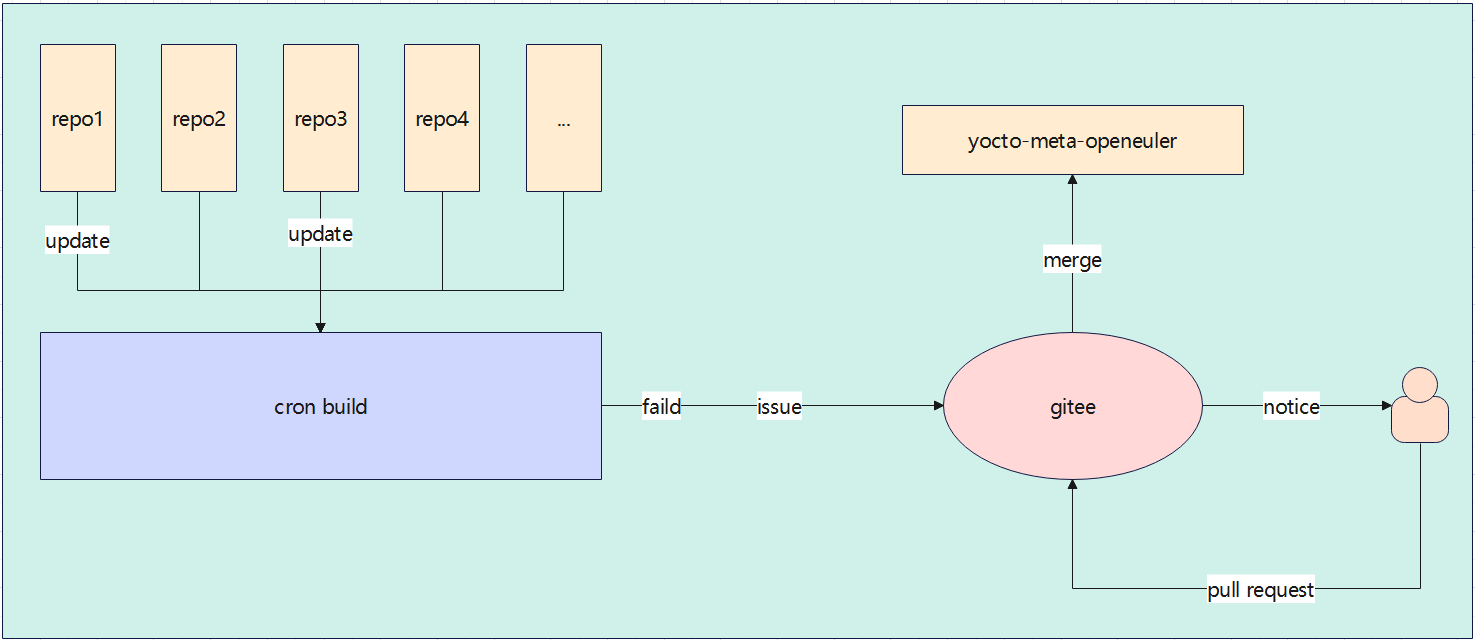 repo1
repo2
repo3
repo4
...
update
update
yocto-meta-openeuler
merge
cron build
faild
issue
gitee
notice
pull request